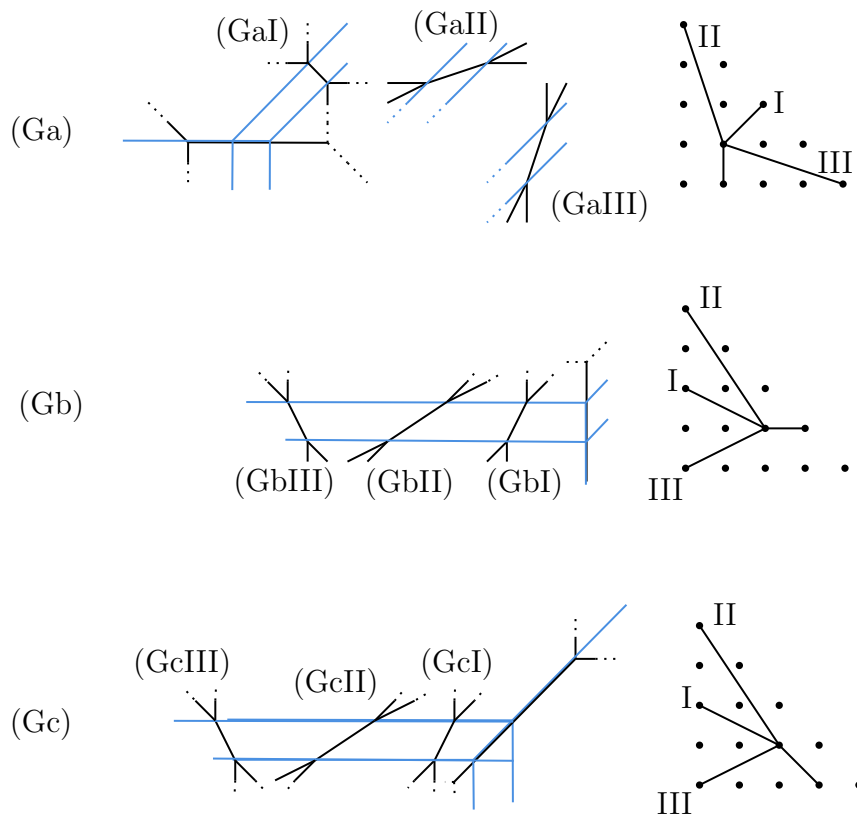 (GaI)
(GaII)
II
I
(Ga)
III
(GaIII)
II
I
(Gb)
(GbIII)
(GbII)
(GbI)
III
II
(GcIII)
(GcII)
(GcI)
I
(Gc)
III